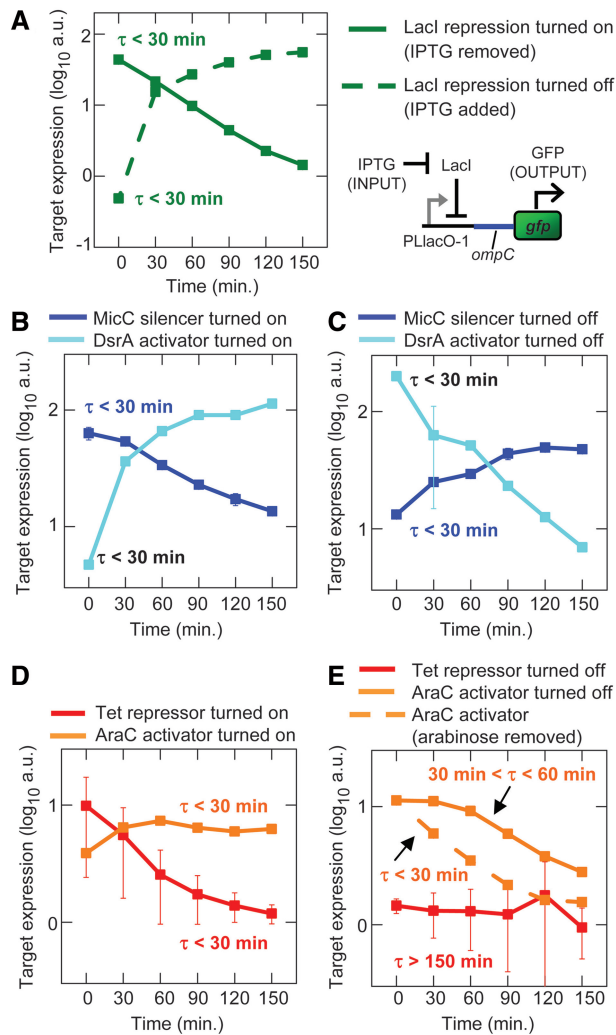 A
Target expression (log10 a.u.)
2
1
0
-1
τ < 30 min
τ < 30 min
0 30 60 90 120 150
Time (min.)
LacI repression turned on
(IPTG removed)
LacI repression turned off
(IPTG added)
IPTG
(INPUT)
LacI
GFP
(OUTPUT)
PLlacO-1
ompC
gfp
B
MicC silencer turned on
DsrA activator turned on
Target expression (log10 a.u.)
2
1
τ < 30 min
τ < 30 min
0 30 60 90 120 150
Time (min.)
C
MicC silencer turned off
DsrA activator turned off
Target expression (log10 a.u.)
2
1
τ < 30 min
τ < 30 min
0 30 60 90 120 150
Time (min.)
D
Tet repressor turned on
AraC activator turned on
Target expression (log10 a.u.)
1
0
τ < 30 min
τ < 30 min
0 30 60 90 120 150
Time (min.)
E
Tet repressor turned off
AraC activator turned off
AraC activator
(arabinose removed)
Target expression (log10 a.u.)
1
0
30 min < τ < 60 min
τ < 30 min
τ > 150 min
0 30 60 90 120 150
Time (min.)